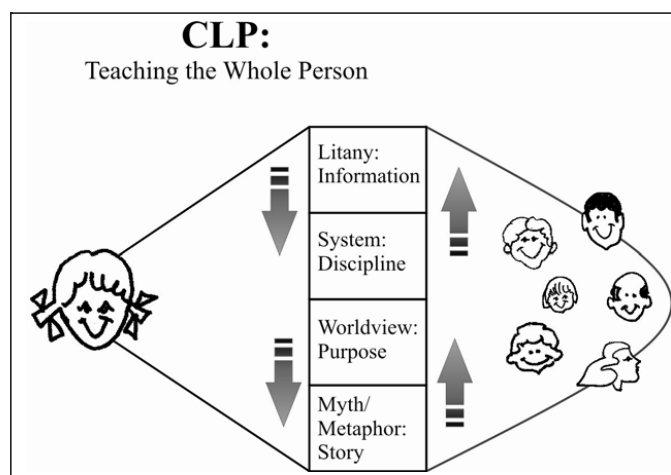 CLP:
Teaching the Whole Person
Litany:
Information
System:
Discipline
Worldview:
Purpose
Myth/
Metaphor:
Story